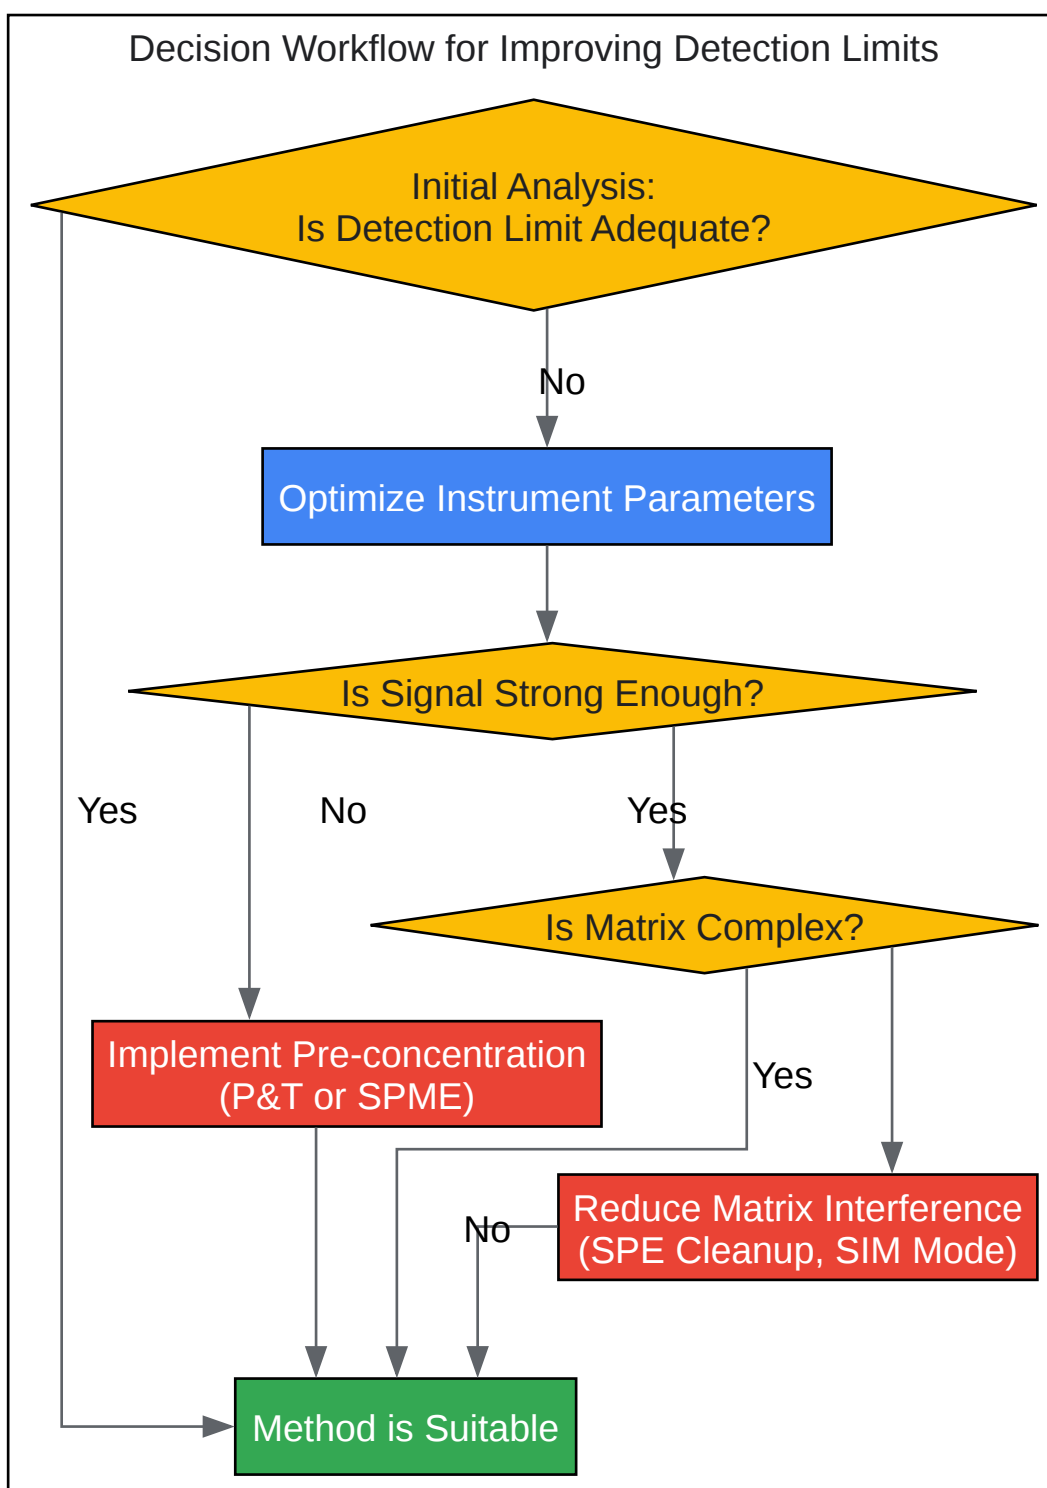 Decision Workflow for Improving Detection Limits
Initial Analysis:
Is Detection Limit Adequate?
No
Optimize Instrument Parameters
Is Signal Strong Enough?
Yes
No
Yes
Is Matrix Complex?
Implement Pre-concentration
(P&T or SPME)
Yes
Reduce Matrix Interference
(SPE Cleanup, SIM Mode)
No
Method is Suitable